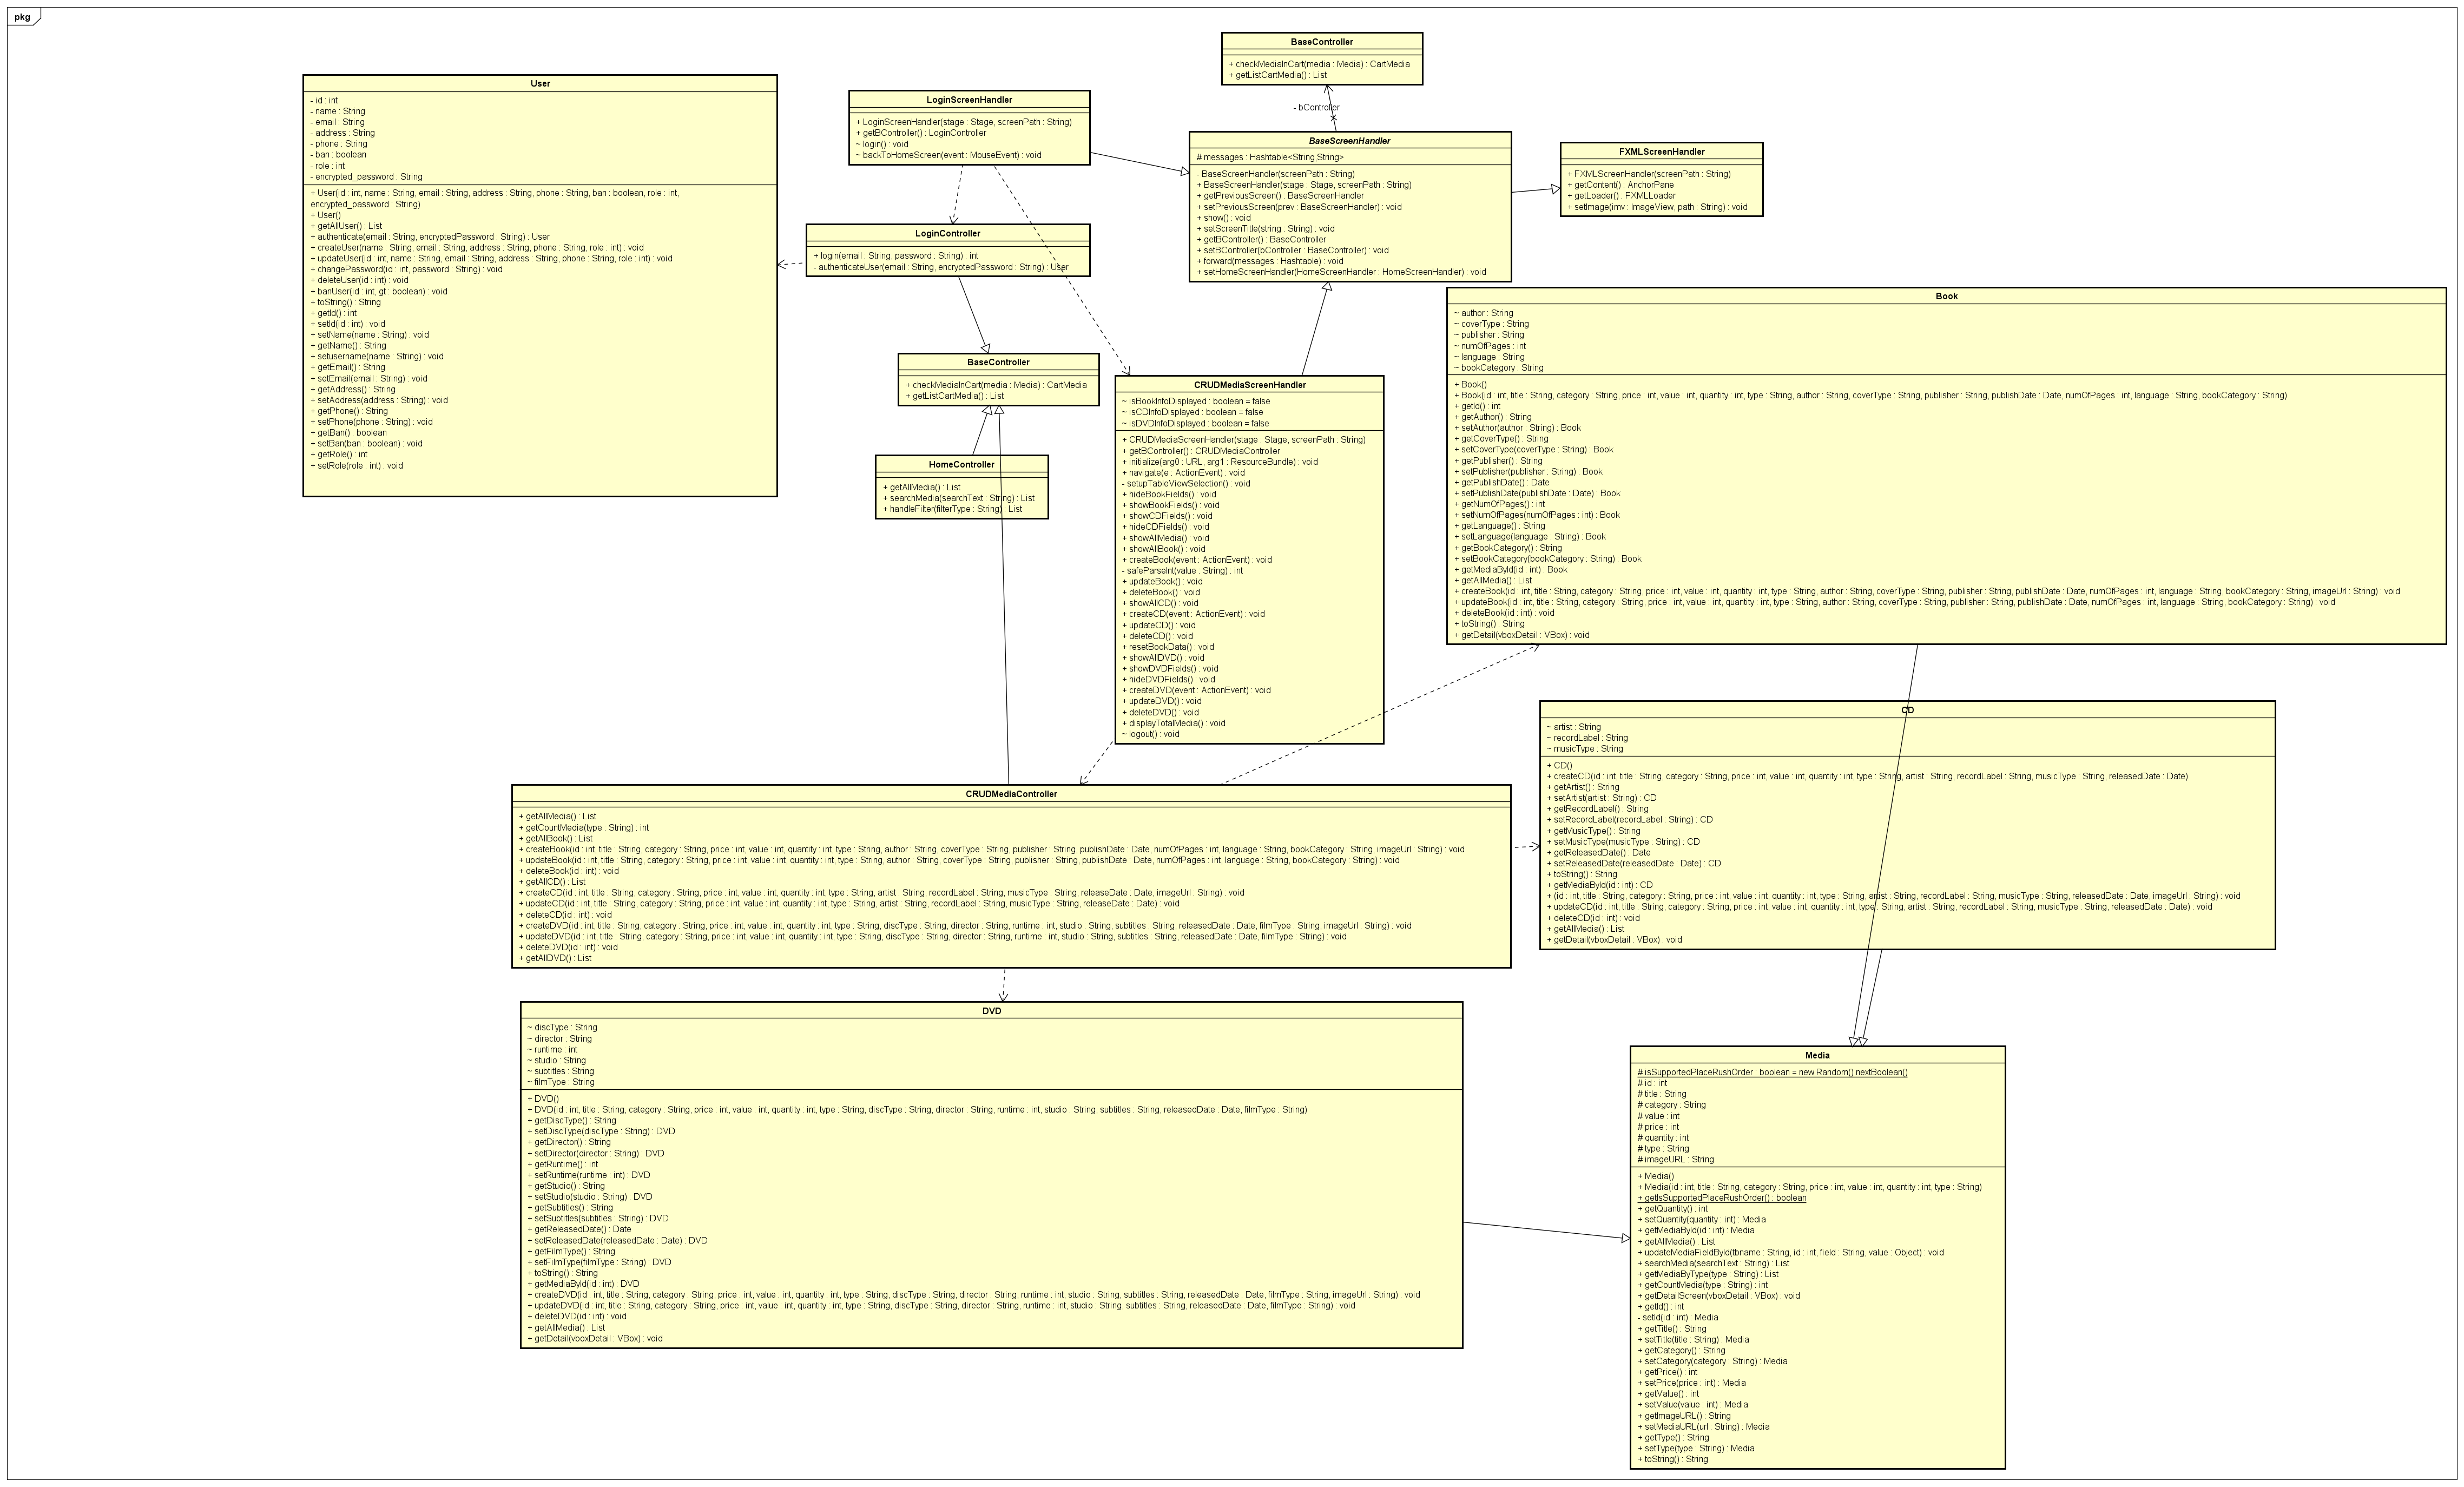 pkg
BaseController
+ checkMediaInCart(media : Media) : CartMedia
+ getListCartMedia() : List
- bController
User
- id : int
- name : String
- email : String
- address : String
- phone : String
- ban : boolean
- role : int
- encrypted_password : String
+ User(id : int, name : String, email : String, address : String, phone : String, ban : boolean, role : int,
encrypted_password : String)
+ User()
+ getAllUser() : List
+ authenticate(email : String, encryptedPassword : String) : User
+ createUser(name : String, email : String, address : String, phone : String, role : int) : void
+ updateUser(id : int, name : String, email : String, address : String, phone : String, role : int) : void
+ changePassword(id : int, password : String) : void
+ deleteUser(id : int) : void
+ banUser(id : int, gt : boolean) : void
+ toString() : String
+ getId() : int
+ setId(id : int) : void
+ setName(name : String) : void
+ getName() : String
+ setusername(name : String) : void
+ getEmail() : String
+ setEmail(email : String) : void
+ getAddress() : String
+ setAddress(address : String) : void
+ getPhone() : String
+ setPhone(phone : String) : void
+ getBan() : boolean
+ setBan(ban : boolean) : void
+ getRole() : int
+ setRole(role : int) : void
LoginScreenHandler
+ LoginScreenHandler(stage : Stage, screenPath : String)
+ getBController() : LoginController
~ login() : void
~ backToHomeScreen(event : MouseEvent) : void
BaseScreenHandler
# messages : Hashtable<String,String>
- BaseScreenHandler(screenPath : String)
+ BaseScreenHandler(stage : Stage, screenPath : String)
+ getPreviousScreen() : BaseScreenHandler
+ setPreviousScreen(prev : BaseScreenHandler) : void
+ show() : void
+ setScreenTitle(string : String) : void
+ getBController() : BaseController
+ setBController(bController : BaseController) : void
+ forward(messages : Hashtable) : void
+ setHomeScreenHandler(HomeScreenHandler : HomeScreenHandler) : void
FXMLScreenHandler
+ FXMLScreenHandler(screenPath : String)
+ getContent() : AnchorPane
+ getLoader() : FXMLLoader
+ setImage(imv : ImageView, path : String) : void
LoginController
+ login(email : String, password : String) : int
- authenticateUser(email : String, encryptedPassword : String) : User
Book
~ author : String
~ coverType : String
~ publisher : String
~ numOfPages : int
~ language : String
~ bookCategory : String
+ Book()
+ Book(id : int, title : String, category : String, price : int, value : int, quantity : int, type : String, author : String, coverType : String, publisher : String, publishDate : Date, numOfPages : int, language : String, bookCategory : String)
+ getId() : int
+ getAuthor() : String
+ setAuthor(author : String) : Book
+ getCoverType() : String
+ setCoverType(coverType : String) : Book
+ getPublisher() : String
+ setPublisher(publisher : String) : Book
+ getPublishDate() : Date
+ setPublishDate(publishDate : Date) : Book
+ getNumOfPages() : int
+ setNumOfPages(numOfPages : int) : Book
+ getLanguage() : String
+ setLanguage(language : String) : Book
+ getBookCategory() : String
+ setBookCategory(bookCategory : String) : Book
+ getMediaById(id : int) : Book
+ getAllMedia() : List
+ createBook(id : int, title : String, category : String, price : int, value : int, quantity : int, type : String, author : String, coverType : String, publisher : String, publishDate : Date, numOfPages : int, language : String, bookCategory : String, imageUrl : String) : void
+ updateBook(id : int, title : String, category : String, price : int, value : int, quantity : int, type : String, author : String, coverType : String, publisher : String, publishDate : Date, numOfPages : int, language : String, bookCategory : String) : void
+ deleteBook(id : int) : void
+ toString() : String
+ getDetail(vboxDetail : VBox) : void
BaseController
+ checkMediaInCart(media : Media) : CartMedia
+ getListCartMedia() : List
HomeController
+ getAllMedia() : List
+ searchMedia(searchText : String) : List
+ handleFilter(filterType : String) : List
CRUDMediaScreenHandler
~ isBookInfoDisplayed : boolean = false
~ isCDInfoDisplayed : boolean = false
~ isDVDInfoDisplayed : boolean = false
+ CRUDMediaScreenHandler(stage : Stage, screenPath : String)
+ getBController() : CRUDMediaController
+ initialize(arg0 : URL, arg1 : ResourceBundle) : void
+ navigate(e : ActionEvent) : void
- setupTableViewSelection() : void
+ hideBookFields() : void
+ showBookFields() : void
+ showCDFields() : void
+ hideCDFields() : void
+ showAllMedia() : void
+ showAllBook() : void
+ createBook(event : ActionEvent) : void
- safeParseInt(value : String) : int
+ updateBook() : void
+ deleteBook() : void
+ showAllCD() : void
+ createCD(event : ActionEvent) : void
+ updateCD() : void
+ deleteCD() : void
+ resetBookData() : void
+ showAllDVD() : void
+ showDVDFields() : void
+ hideDVDFields() : void
+ createDVD(event : ActionEvent) : void
+ updateDVD() : void
+ deleteDVD() : void
+ displayTotalMedia() : void
~ logout() : void
CD
~ artist : String
~ recordLabel : String
~ musicType : String
+ CD()
+ createCD(id : int, title : String, category : String, price : int, value : int, quantity : int, type : String, artist : String, recordLabel : String, musicType : String, releasedDate : Date)
+ getArtist() : String
+ setArtist(artist : String) : CD
+ getRecordLabel() : String
+ setRecordLabel(recordLabel : String) : CD
+ getMusicType() : String
+ setMusicType(musicType : String) : CD
+ getReleasedDate() : Date
+ setReleasedDate(releasedDate : Date) : CD
+ toString() : String
+ getMediaById(id : int) : CD
+ (id : int, title : String, category : String, price : int, value : int, quantity : int, type : String, artist : String, recordLabel : String, musicType : String, releasedDate : Date, imageUrl : String) : void
+ updateCD(id : int, title : String, category : String, price : int, value : int, quantity : int, type : String, artist : String, recordLabel : String, musicType : String, releasedDate : Date) : void
+ deleteCD(id : int) : void
+ getAllMedia() : List
+ getDetail(vboxDetail : VBox) : void
CRUDMediaController
+ getAllMedia() : List
+ getCountMedia(type : String) : int
+ getAllBook() : List
+ createBook(id : int, title : String, category : String, price : int, value : int, quantity : int, type : String, author : String, coverType : String, publisher : String, publishDate : Date, numOfPages : int, language : String, bookCategory : String, imageUrl : String) : void
+ updateBook(id : int, title : String, category : String, price : int, value : int, quantity : int, type : String, author : String, coverType : String, publisher : String, publishDate : Date, numOfPages : int, language : String, bookCategory : String) : void
+ deleteBook(id : int) : void
+ getAllCD() : List
+ createCD(id : int, title : String, category : String, price : int, value : int, quantity : int, type : String, artist : String, recordLabel : String, musicType : String, releaseDate : Date, imageUrl : String) : void
+ updateCD(id : int, title : String, category : String, price : int, value : int, quantity : int, type : String, artist : String, recordLabel : String, musicType : String, releaseDate : Date) : void
+ deleteCD(id : int) : void
+ createDVD(id : int, title : String, category : String, price : int, value : int, quantity : int, type : String, discType : String, director : String, runtime : int, studio : String, subtitles : String, releasedDate : Date, filmType : String, imageUrl : String) : void
+ updateDVD(id : int, title : String, category : String, price : int, value : int, quantity : int, type : String, discType : String, director : String, runtime : int, studio : String, subtitles : String, releasedDate : Date, filmType : String) : void
+ deleteDVD(id : int) : void
+ getAllDVD() : List
DVD
~ discType : String
~ director : String
~ runtime : int
~ studio : String
~ subtitles : String
~ filmType : String
+ DVD()
+ DVD(id : int, title : String, category : String, price : int, value : int, quantity : int, type : String, discType : String, director : String, runtime : int, studio : String, subtitles : String, releasedDate : Date, filmType : String)
+ getDiscType() : String
+ setDiscType(discType : String) : DVD
+ getDirector() : String
+ setDirector(director : String) : DVD
+ getRuntime() : int
+ setRuntime(runtime : int) : DVD
+ getStudio() : String
+ setStudio(studio : String) : DVD
+ getSubtitles() : String
+ setSubtitles(subtitles : String) : DVD
+ getReleasedDate() : Date
+ setReleasedDate(releasedDate : Date) : DVD
+ getFilmType() : String
+ setFilmType(filmType : String) : DVD
+ toString() : String
+ getMediaById(id : int) : DVD
+ createDVD(id : int, title : String, category : String, price : int, value : int, quantity : int, type : String, discType : String, director : String, runtime : int, studio : String, subtitles : String, releasedDate : Date, filmType : String, imageUrl : String) : void
+ updateDVD(id : int, title : String, category : String, price : int, value : int, quantity : int, type : String, discType : String, director : String, runtime : int, studio : String, subtitles : String, releasedDate : Date, filmType : String) : void
+ deleteDVD(id : int) : void
+ getAllMedia() : List
+ getDetail(vboxDetail : VBox) : void
Media
# isSupportedPlaceRushOrder : boolean = new Random().nextBoolean()
# id : int
# title : String
# category : String
# value : int
# price : int
# quantity : int
# type : String
# imageURL : String
+ Media()
+ Media(id : int, title : String, category : String, price : int, value : int, quantity : int, type : String)
+ getIsSupportedPlaceRushOrder() : boolean
+ getQuantity() : int
+ setQuantity(quantity : int) : Media
+ getMediaById(id : int) : Media
+ getAllMedia() : List
+ updateMediaFieldById(tbname : String, id : int, field : String, value : Object) : void
+ searchMedia(searchText : String) : List
+ getMediaByType(type : String) : List
+ getCountMedia(type : String) : int
+ getDetailScreen(vboxDetail : VBox) : void
+ getId() : int
- setId(id : int) : Media
+ getTitle() : String
+ setTitle(title : String) : Media
+ getCategory() : String
+ setCategory(category : String) : Media
+ getPrice() : int
+ setPrice(price : int) : Media
+ getValue() : int
+ setValue(value : int) : Media
+ getImageURL() : String
+ setMediaURL(url : String) : Media
+ getType() : String
+ setType(type : String) : Media
+ toString() : String